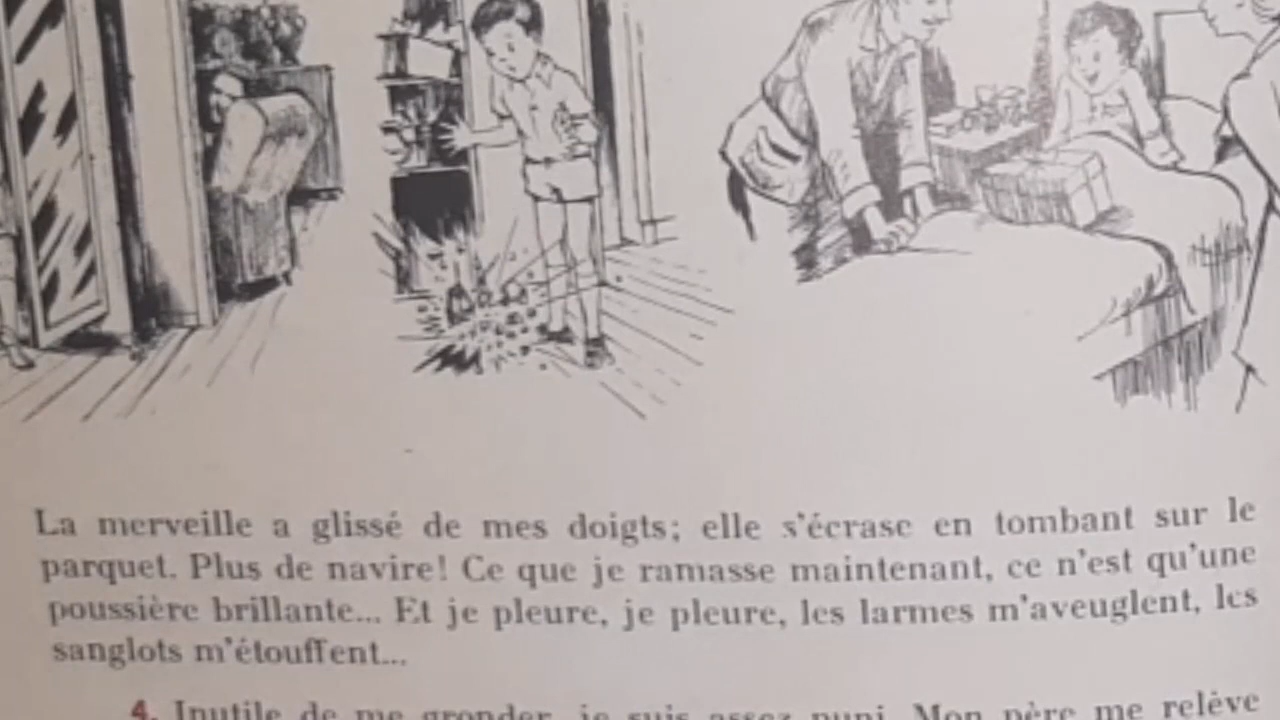 La merveille a glissé de mes doigts; elle s'écrase en tombant sur le
parquet. Plus de navire! Ce que je ramasse maintenant, ce n'est qu'une
poussière brillante... Et je pleure, je pleure, les larmes m'aveuglent, les
sanglots m'étouffent...
4. Inutile de me gronder, je suis assez puni. Mon père me relève